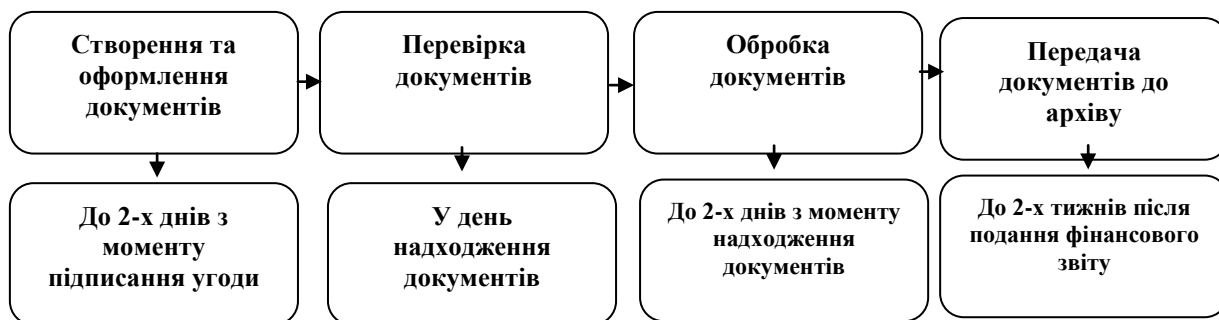 Створення та
оформлення
документів
Перевірка
документів
Обробка
документів
Передача
документів до
архіву
До 2-х днів з
моменту
підписання угоди
У день
надходження
документів
До 2-х днів з моменту
надходження
документів
До 2-х тижнів після
подання фінансового
звіту